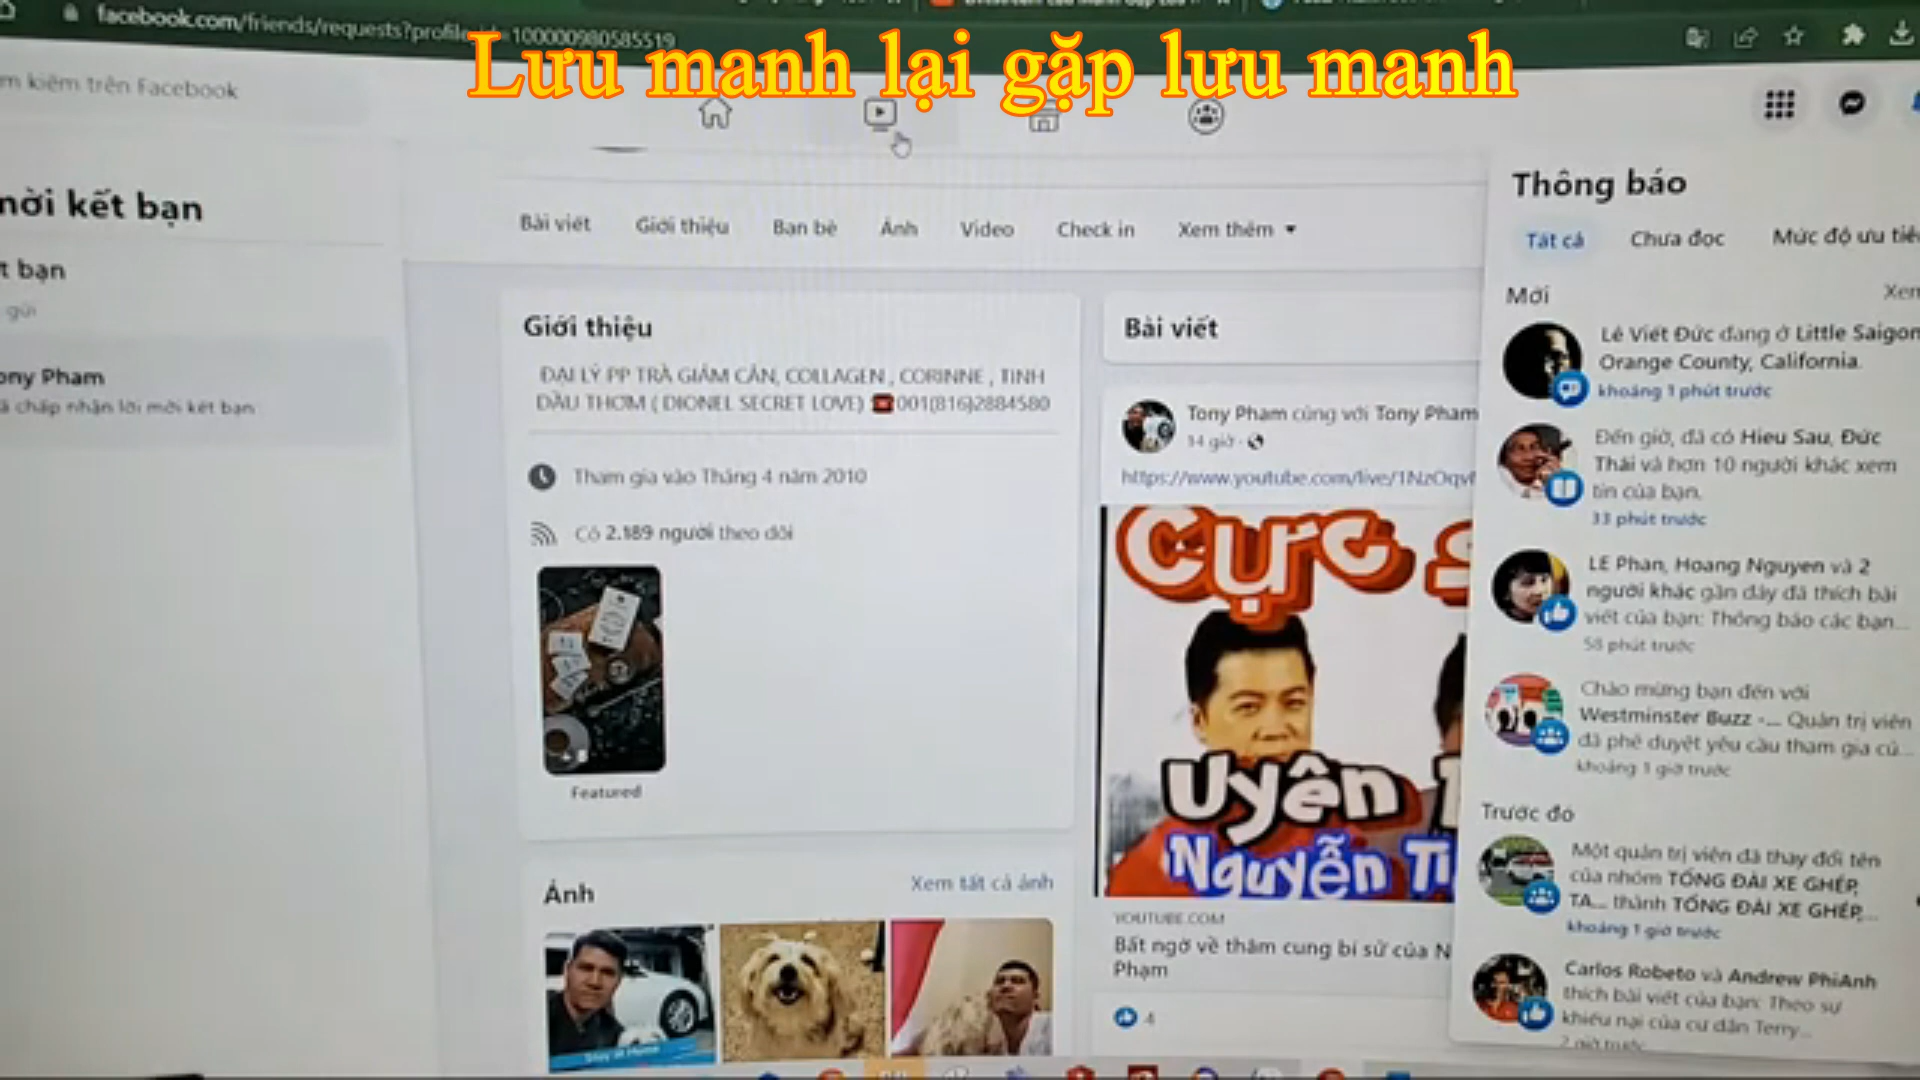 facebook.com/friends/requests?profile_id=100000980585519
Lưu manh lại gặp lưu manh
m kiếm trên Facebook
mời kết bạn
t bạn
gửi
ony Pham
chấp nhận lời mời kết bạn
Bài viết
Giới thiệu
Bạn bè
Ảnh
Video
Check in
Xem thêm
Giới thiệu
ĐẠI LÝ PP TRÀ GIẢM CÂN, COLLAGEN , CORINNE , TINH
DẦU THƠM ( DIONEL SECRET LOVE) ☎️001(816)2884580
Tham gia vào Tháng 4 năm 2010
Có 2.189 người theo dõi
Featured
Ảnh
Xem tất cả ảnh
Stay at Home
Bài viết
Tony Pham cùng với Tony Pham
14 giờ ·
https://www.youtube.com/live/1NzOqv
Cực s
Uyên
Nguyễn Ti
YOUTUBE.COM
Bất ngờ về thâm cung bí sử của N
Phạm
4
Thông báo
Tất cả
Chưa đọc
Mức độ ưu tiê
Mới
Xem
Lê Viết Đức đang ở Little Saigon
Orange County, California.
khoảng 1 phút trước
Đến giờ, đã có Hieu Sau, Đức
Thái và hơn 10 người khác xem
tin của bạn.
33 phút trước
LE Phan, Hoang Nguyen và 2
người khác gần đây đã thích bài
viết của bạn: Thông báo các bạn...
58 phút trước
Chào mừng bạn đến với
Westminster Buzz -... Quản trị viên
đã phê duyệt yêu cầu tham gia củ...
khoảng 1 giờ trước
Trước đó
Một quản trị viên đã thay đổi tên
của nhóm TỔNG ĐÀI XE GHÉP,
TA... thành TỔNG ĐÀI XE GHÉP,...
khoảng 1 giờ trước
Carlos Robeto và Andrew PhiAnh
thích bài viết của bạn: Theo sự
khiếu nại của cư dân Terry...
2 giờ trước